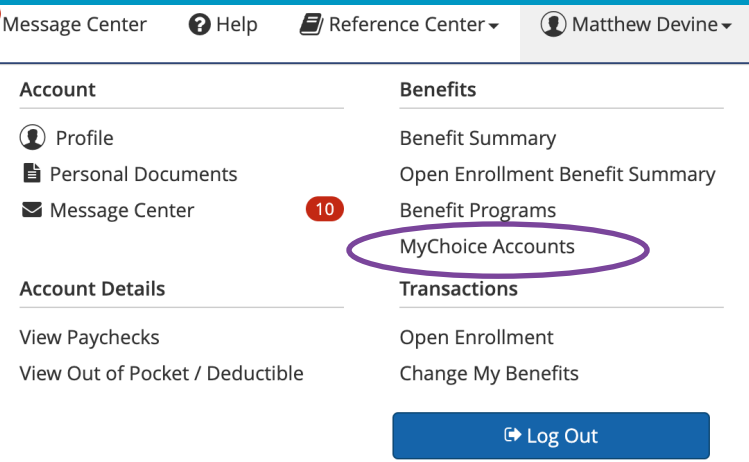 Message Center Help Reference Center Matthew Devine
Account
Profile
Personal Documents
Message Center 10
Account Details
View Paychecks
View Out of Pocket / Deductible
Benefits
Benefit Summary
Open Enrollment Benefit Summary
Benefit Programs
MyChoice Accounts
Transactions
Open Enrollment
Change My Benefits
Log Out